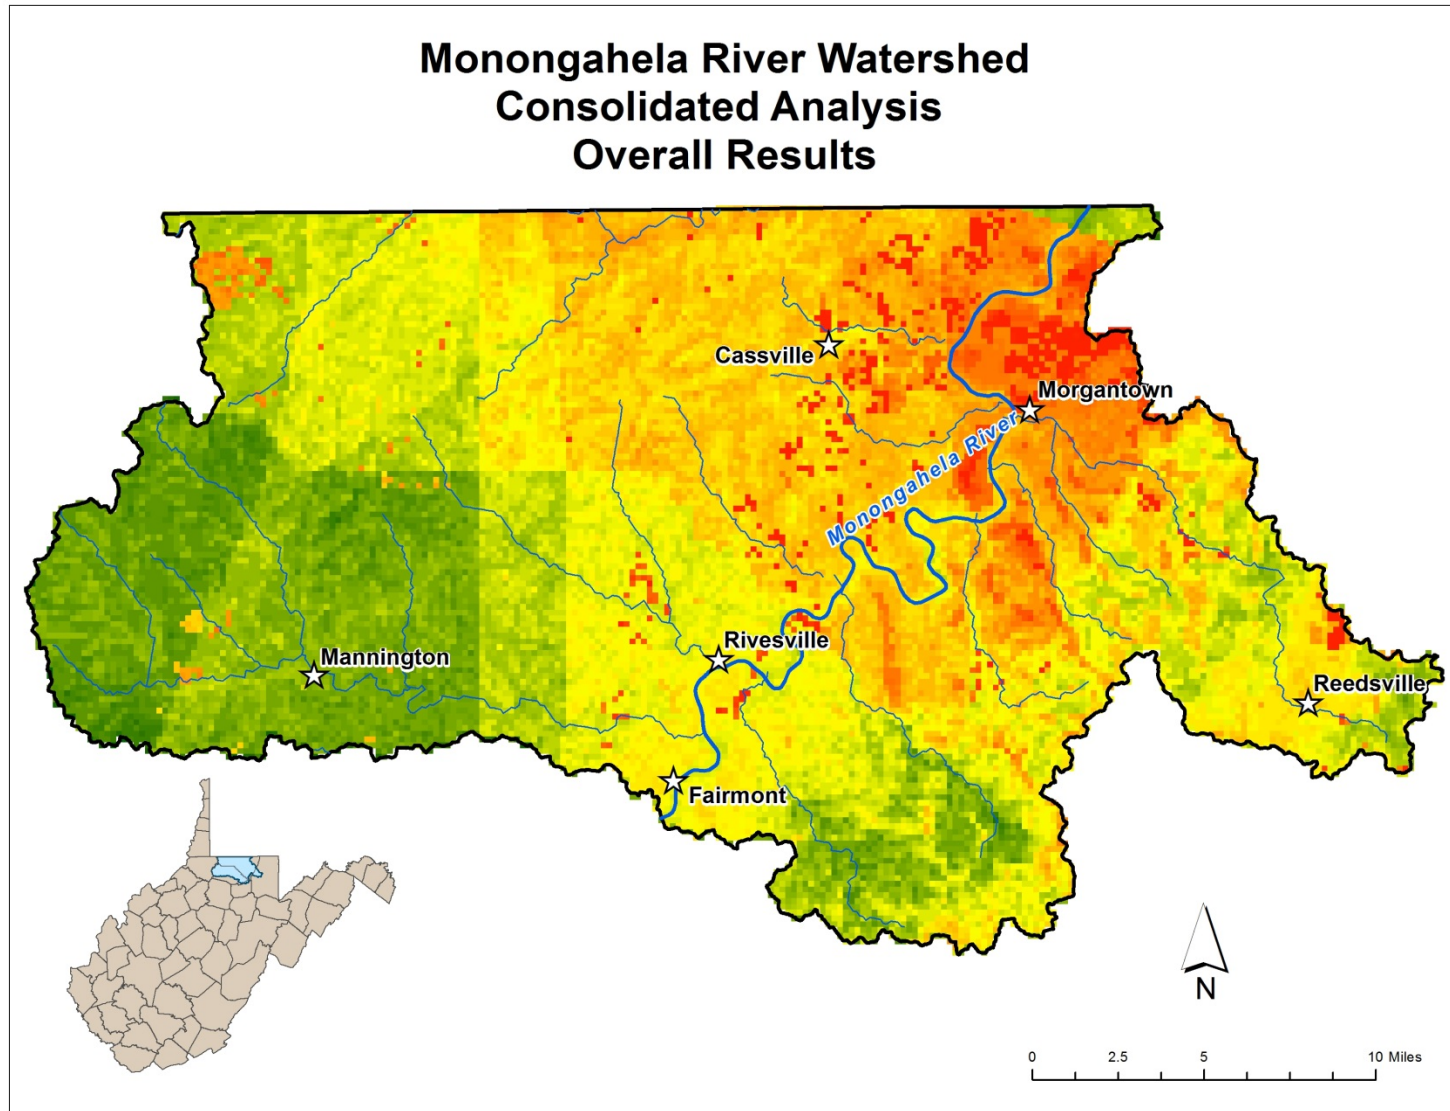 Monongahela River Watershed
Consolidated Analysis
Overall Results
Cassville
Morgantown
Monongahela River
Rivesville
Mannington
Reedsville
Fairmont
N
0 2.5 5 10 Miles